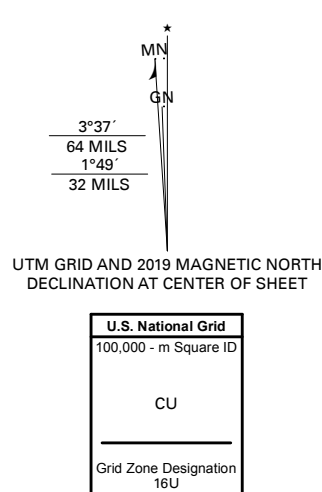 ★
MN
GN
3°37´
64 MILS
1°49´
32 MILS
UTM GRID AND 2019 MAGNETIC NORTH
DECLINATION AT CENTER OF SHEET
U.S. National Grid
100,000 - m Square ID
CU
Grid Zone Designation
16U